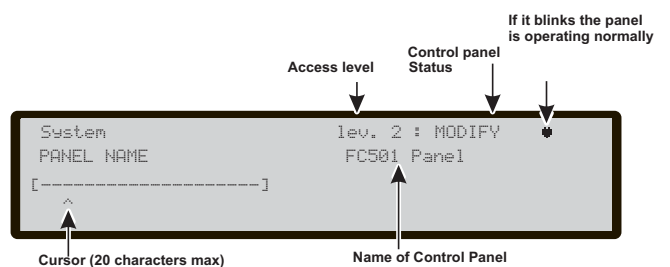 If it blinks the panel
is operating normally
Control panel
Status
Access level
System lev. 2 : MODIFY
PANEL NAME FC501 Panel
[--------------------]
^
Cursor (20 characters max)
Name of Control Panel